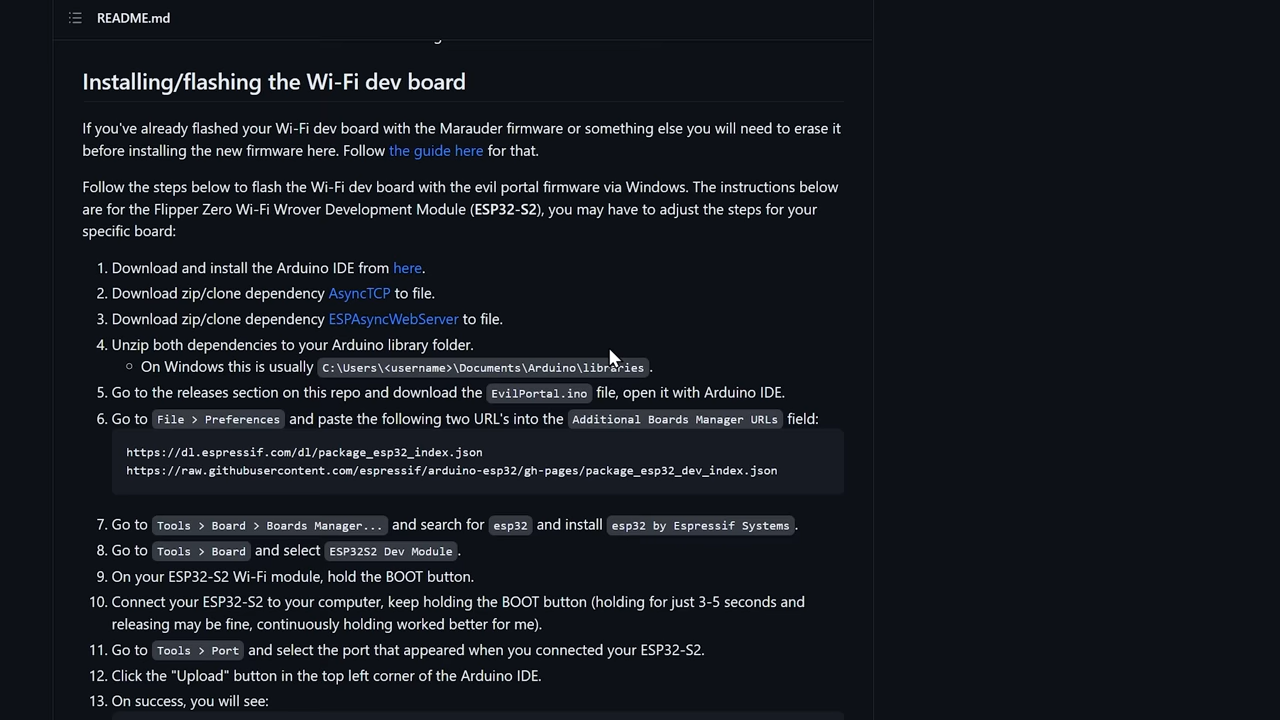 README.md
Installing/flashing the Wi-Fi dev board
If you've already flashed your Wi-Fi dev board with the Marauder firmware or something else you will need to erase it
before installing the new firmware here. Follow the guide here for that.
Follow the steps below to flash the Wi-Fi dev board with the evil portal firmware via Windows. The instructions below
are for the Flipper Zero Wi-Fi Wrover Development Module (ESP32-S2), you may have to adjust the steps for your
specific board:
1. Download and install the Arduino IDE from here.
2. Download zip/clone dependency AsyncTCP to file.
3. Download zip/clone dependency ESPAsyncWebServer to file.
4. Unzip both dependencies to your Arduino library folder.
On Windows this is usually C:\Users\<username>\Documents\Arduino\libraries.
5. Go to the releases section on this repo and download the EvilPortal.ino file, open it with Arduino IDE.
6. Go to File > Preferences and paste the following two URL's into the Additional Boards Manager URLs field:
https://dl.espressif.com/dl/package_esp32_index.json
https://raw.githubusercontent.com/espressif/arduino-esp32/gh-pages/package_esp32_dev_index.json
7. Go to Tools > Board > Boards Manager... and search for esp32 and install esp32 by Espressif Systems.
8. Go to Tools > Board and select ESP32S2 Dev Module.
9. On your ESP32-S2 Wi-Fi module, hold the BOOT button.
10. Connect your ESP32-S2 to your computer, keep holding the BOOT button (holding for just 3-5 seconds and
releasing may be fine, continuously holding worked better for me).
11. Go to Tools > Port and select the port that appeared when you connected your ESP32-S2.
12. Click the "Upload" button in the top left corner of the Arduino IDE.
13. On success, you will see: